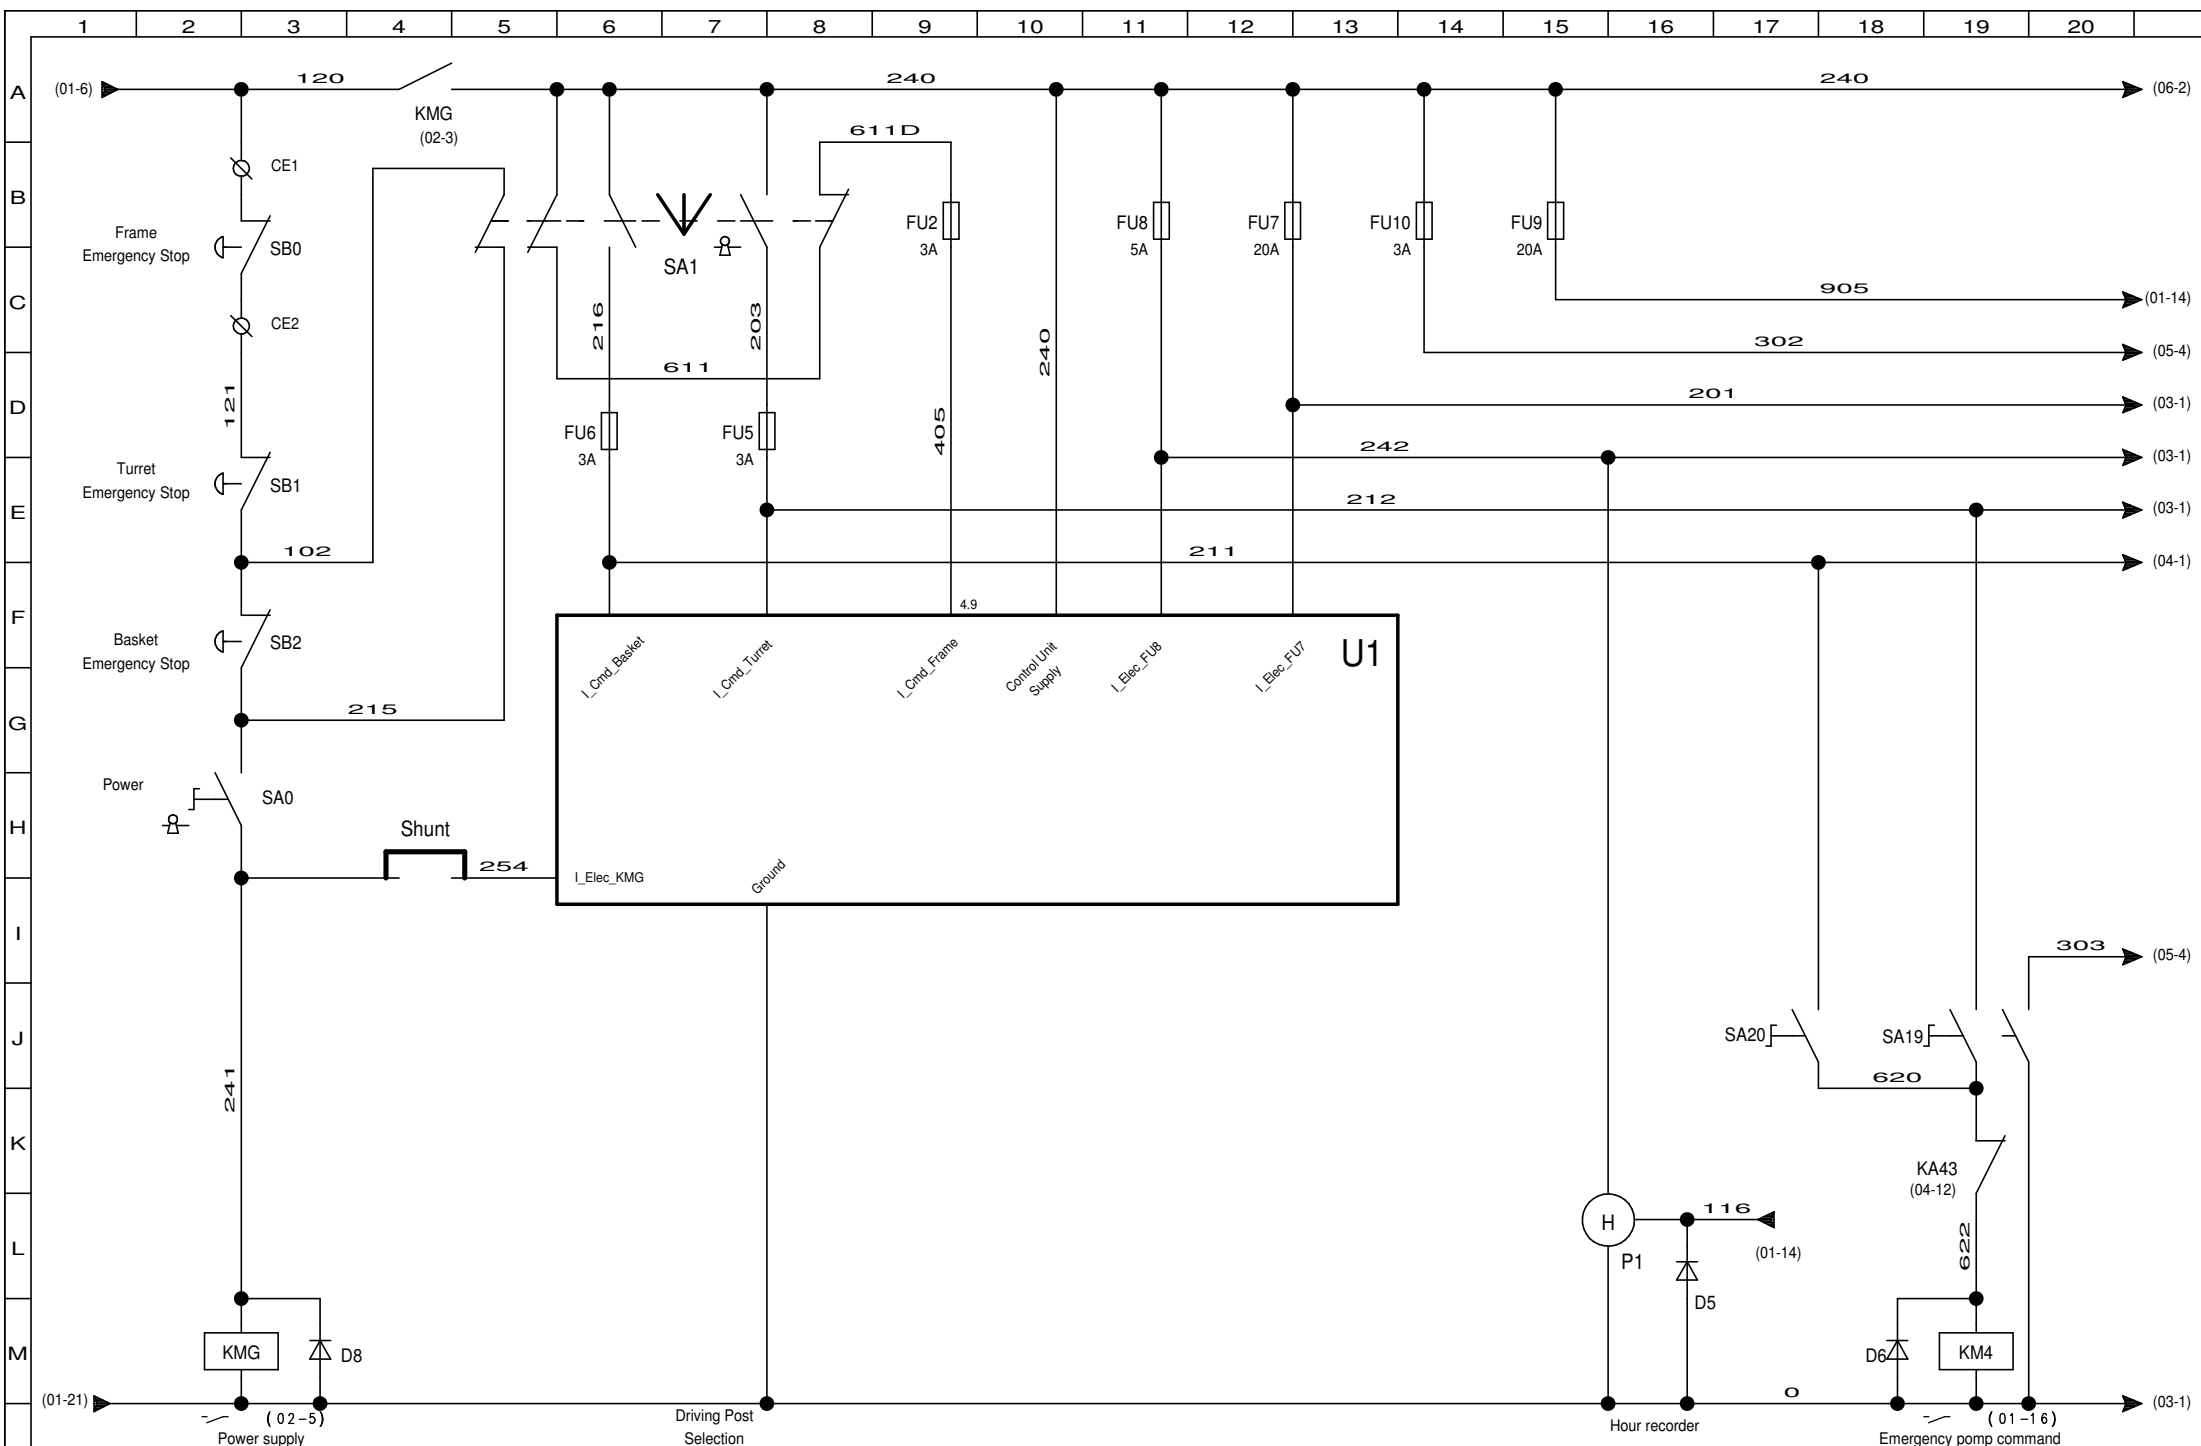 1 2 3 4 5 6 7 8 9 10 11 12 13 14 15 16 17 18 19 20
A
(01-6)
120
240
240
(06-2)
KMG
(02-3)
611D
B
CE1
Frame
Emergency Stop
SB0
SA1
FU2
3A
FU8
5A
FU7
20A
FU10
3A
FU9
20A
C
CE2
216
203
240
905
(01-14)
302
(05-4)
611
D
121
FU6
3A
FU5
3A
405
201
(03-1)
242
(03-1)
Turret
Emergency Stop
SB1
E
212
(03-1)
102
211
(04-1)
F
4.9
Basket
Emergency Stop
SB2
I_Cmd_Basket
I_Cmd_Turret
I_Cmd_Frame
Control Unit
Supply
I_Elec_FU8
I_Elec_FU7
U1
G
215
Power
SA0
H
Shunt
254
I_Elec_KMG
Ground
I
303
(05-4)
J
SA20
SA19
241
620
K
KA43
(04-12)
H
116
(01-14)
L
P1
622
D5
M
KMG
D8
D6
KM4
(01-21)
0
(03-1)
(02-5)
Power supply
Driving Post
Selection
Hour recorder
(01-16)
Emergency pomp command